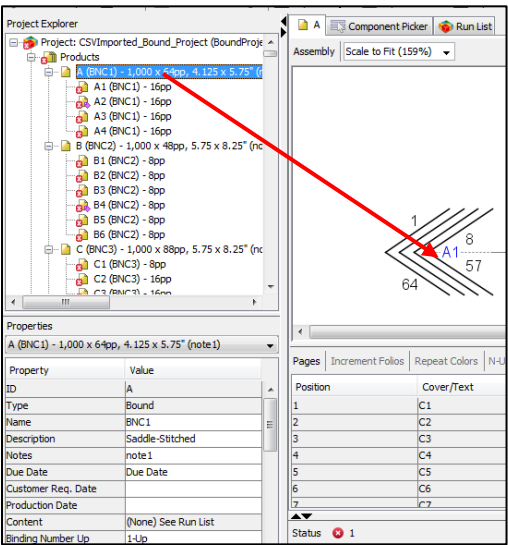 Project Explorer
Project: CSVImported_Bound_Project (BoundProje
Products
A (BNC1) - 1,000 x 64pp, 4.125 x 5.75" (n
A1 (BNC1) - 16pp
A2 (BNC1) - 16pp
A3 (BNC1) - 16pp
A4 (BNC1) - 16pp
B (BNC2) - 1,000 x 48pp, 5.75 x 8.25" (no
B1 (BNC2) - 8pp
B2 (BNC2) - 8pp
B3 (BNC2) - 8pp
B4 (BNC2) - 8pp
B5 (BNC2) - 8pp
B6 (BNC2) - 8pp
C (BNC3) - 1,000 x 88pp, 5.75 x 8.25" (no
C1 (BNC3) - 8pp
C2 (BNC3) - 16pp
C3 (BNC3) - 16pp
Properties
A (BNC1) - 1,000 x 64pp, 4.125 x 5.75" (note1)
Property Value
ID A
Type Bound
Name BNC1
Description Saddle-Stitched
Notes note1
Due Date Due Date
Customer Req. Date
Production Date
Content (None) See Run List
Binding Number Up 1-Up
A Component Picker Run List
Assembly Scale to Fit (159%)
1
8
A1
57
64
Pages Increment Folios Repeat Colors N-U
Position Cover/Text
1 C1
2 C2
3 C3
4 C4
5 C5
6 C6
7 C7
Status 1